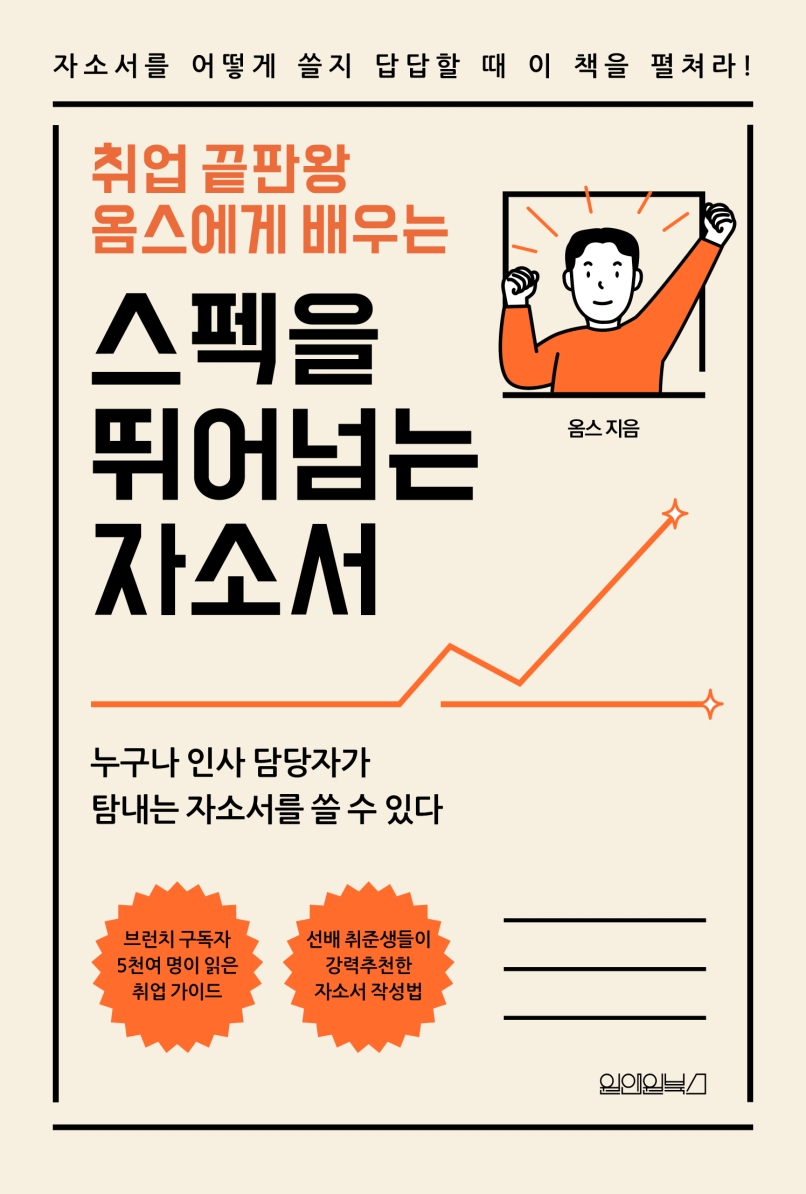 자소서를 어떻게 쓸지 답답할 때 이 책을 펼쳐라!
취업 끝판왕
옴스에게 배우는
스펙을
뛰어넘는
자소서
옴스 지음
누구나 인사 담당자가
탐내는 자소서를 쓸 수 있다
브런치 구독자
5천여 명이 읽은
취업 가이드
선배 취준생들이
강력추천한
자소서 작성법
원앤원북스